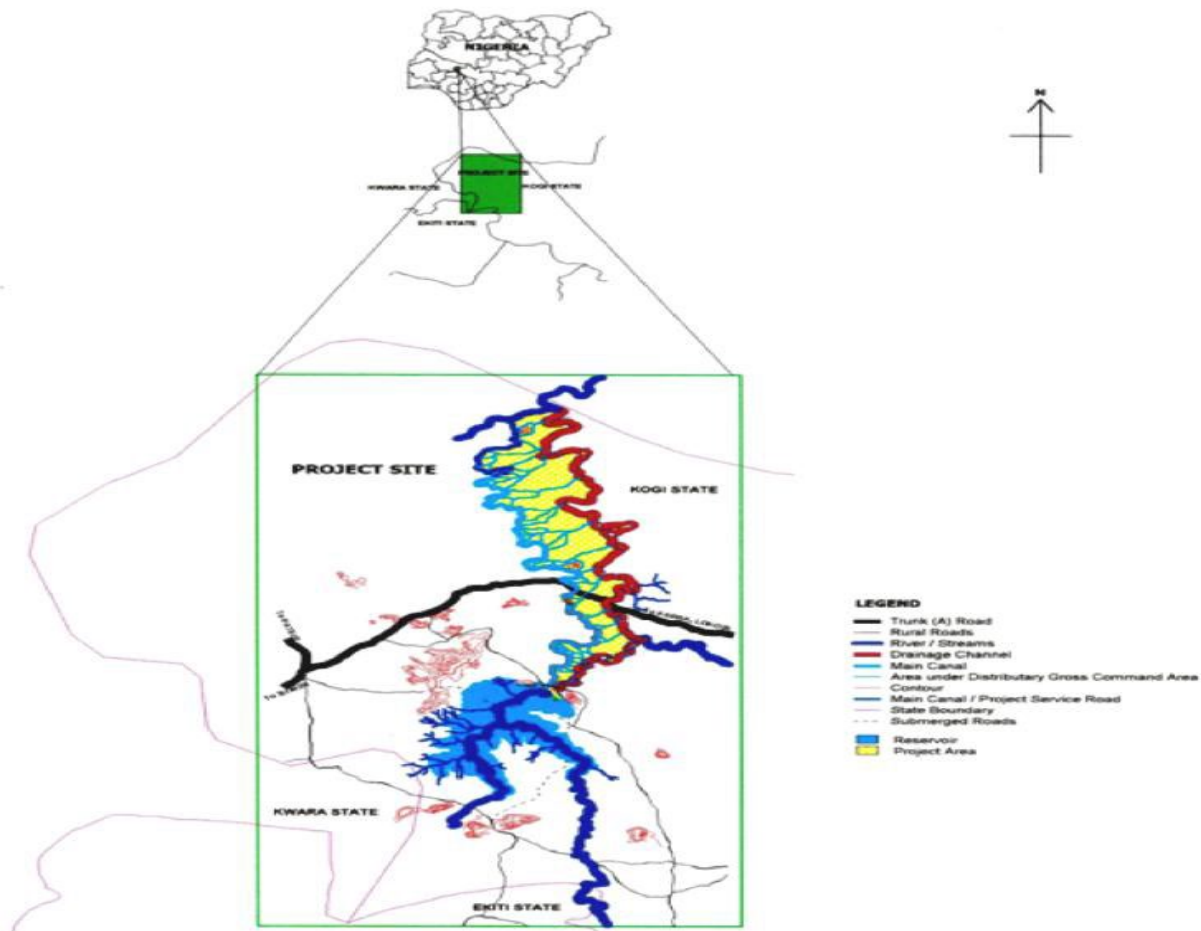 NIGERIA
N
PROJECT SITE
KWARA STATE
KOGI STATE
EKITI STATE
PROJECT SITE
KOGI STATE
KWARA STATE
EKITI STATE
LEGEND
Trunk (A) Road
Rural Roads
River / Streams
Drainage Channel
Main Canal
Area under Distributary Gross Command Area
Contour
Main Canal / Project Service Road
State Boundary
Submerged Roads
Reservoir
Project Area